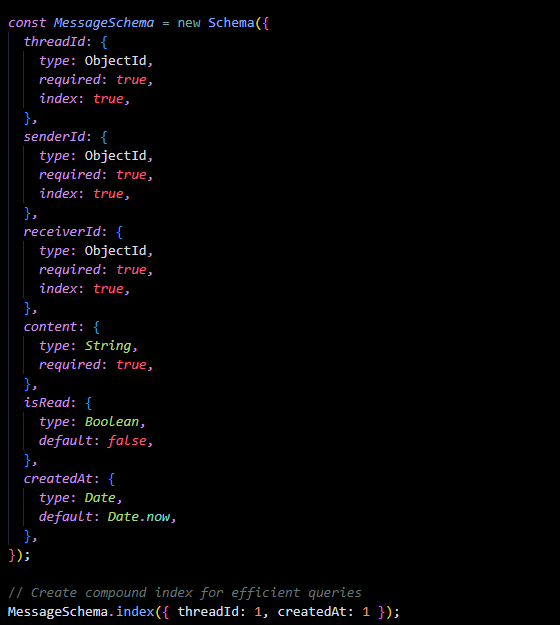 const MessageSchema = new Schema({
  threadId: {
    type: ObjectId,
    required: true,
    index: true,
  },
  senderId: {
    type: ObjectId,
    required: true,
    index: true,
  },
  receiverId: {
    type: ObjectId,
    required: true,
    index: true,
  },
  content: {
    type: String,
    required: true,
  },
  isRead: {
    type: Boolean,
    default: false,
  },
  createdAt: {
    type: Date,
    default: Date.now,
  },
});

// Create compound index for efficient queries
MessageSchema.index({ threadId: 1, createdAt: 1 });